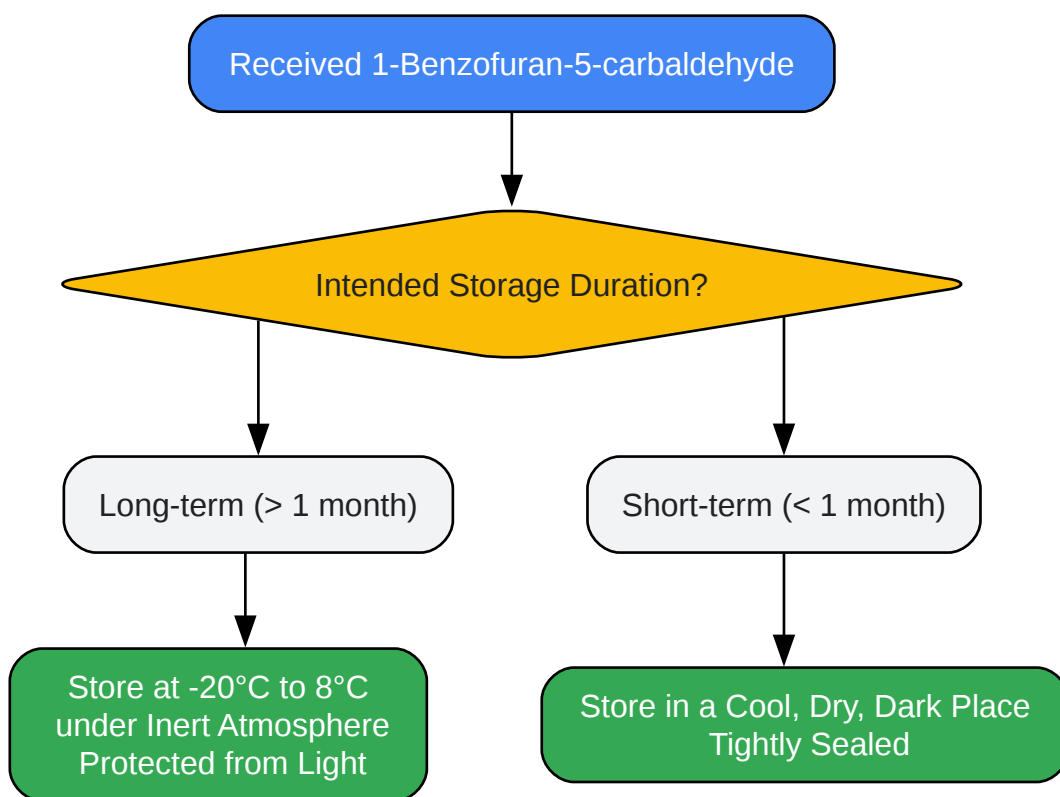 Received 1-Benzofuran-5-carbaldehyde
Intended Storage Duration?
Long-term (> 1 month)
Short-term (< 1 month)
Store at -20°C to 8°C
under Inert Atmosphere
Protected from Light
Store in a Cool, Dry, Dark Place
Tightly Sealed